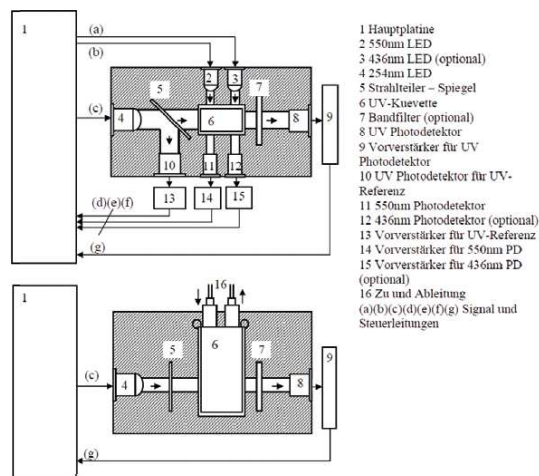 1
(a)
(b)
(c)
5
2
3
7
4
6
8
9
10
11
12
13
14
15
(d)(e)(f)
(g)
1 Hauptplatine
2 550nm LED
3 436nm LED (optional)
4 254nm LED
5 Strahlteiler – Spiegel
6 UV-Kuevette
7 Bandfilter (optional)
8 UV Photodetektor
9 Vorverstärker für UV
Photodetektor
10 UV Photodetektor für UV-
Referenz
11 550nm Photodetektor
12 436nm Photodetektor (optional)
13 Vorverstärker für UV-Referenz
14 Vorverstärker für 550nm PD
15 Vorverstärker für 436nm PD
(optional)
16 Zu und Ableitung
(a)(b)(c)(d)(e)(f)(g) Signal und
Steuerleitungen
1
16
(c)
5
6
7
4
8
9
(g)